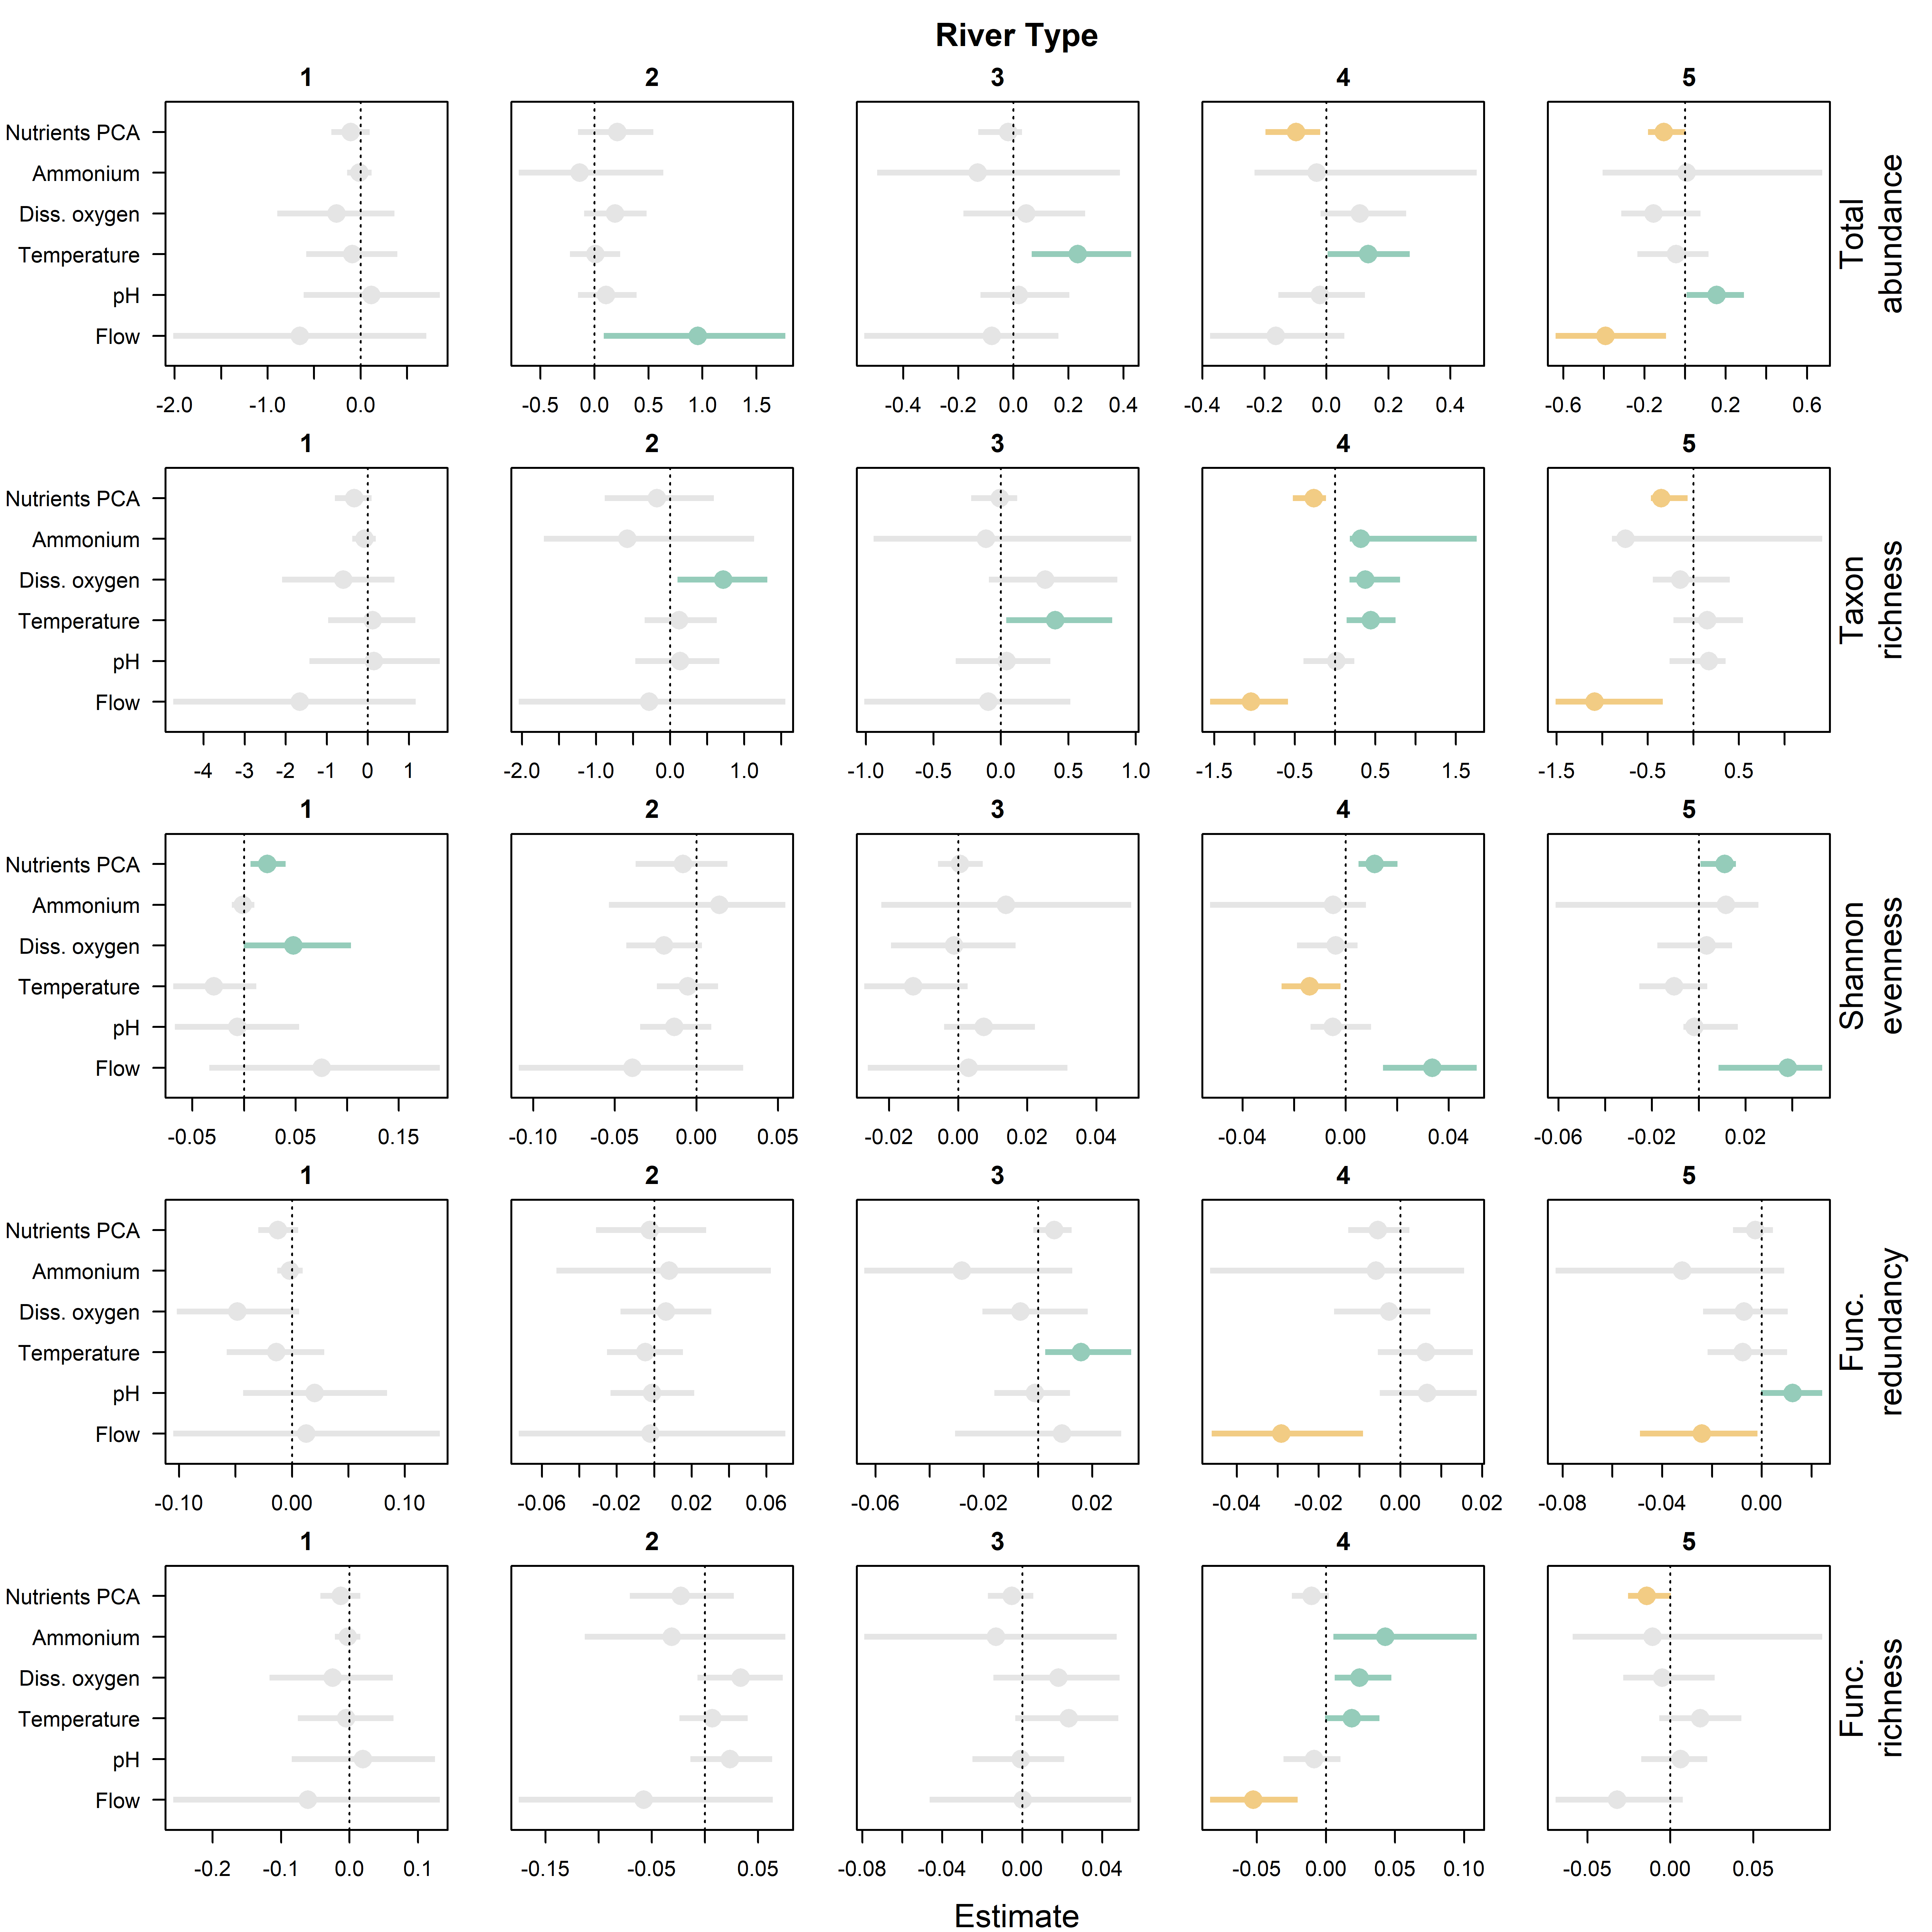 River Type
1 2 3 4 5
Nutrients PCA
Ammonium
Diss. oxygen
Temperature
pH
Flow
Total
abundance
-2.0 -1.0 0.0 -0.5 0.0 0.5 1.0 1.5 -0.4 -0.2 0.0 0.2 0.4 -0.4 -0.2 0.0 0.2 0.4 -0.6 -0.2 0.2 0.6
1 2 3 4 5
Nutrients PCA
Ammonium
Diss. oxygen
Temperature
pH
Flow
Taxon
richness
-4 -3 -2 -1 0 1 -2.0 -1.0 0.0 1.0 -1.0 -0.5 0.0 0.5 1.0 -1.5 -0.5 0.5 1.5 -1.5 -0.5 0.5
1 2 3 4 5
Nutrients PCA
Ammonium
Diss. oxygen
Temperature
pH
Flow
Shannon
evenness
-0.05 0.05 0.15 -0.10 -0.05 0.00 0.05 -0.02 0.00 0.02 0.04 -0.04 0.00 0.04 -0.06 -0.02 0.02
1 2 3 4 5
Nutrients PCA
Ammonium
Diss. oxygen
Temperature
pH
Flow
Func.
redundancy
-0.10 0.00 0.10 -0.06 -0.02 0.02 0.06 -0.06 -0.02 0.02 -0.04 -0.02 0.00 0.02 -0.08 -0.04 0.00
1 2 3 4 5
Nutrients PCA
Ammonium
Diss. oxygen
Temperature
pH
Flow
Func.
richness
-0.2 -0.1 0.0 0.1 -0.15 -0.05 0.05 -0.08 -0.04 0.00 0.04 -0.05 0.00 0.05 0.10 -0.05 0.00 0.05
Estimate